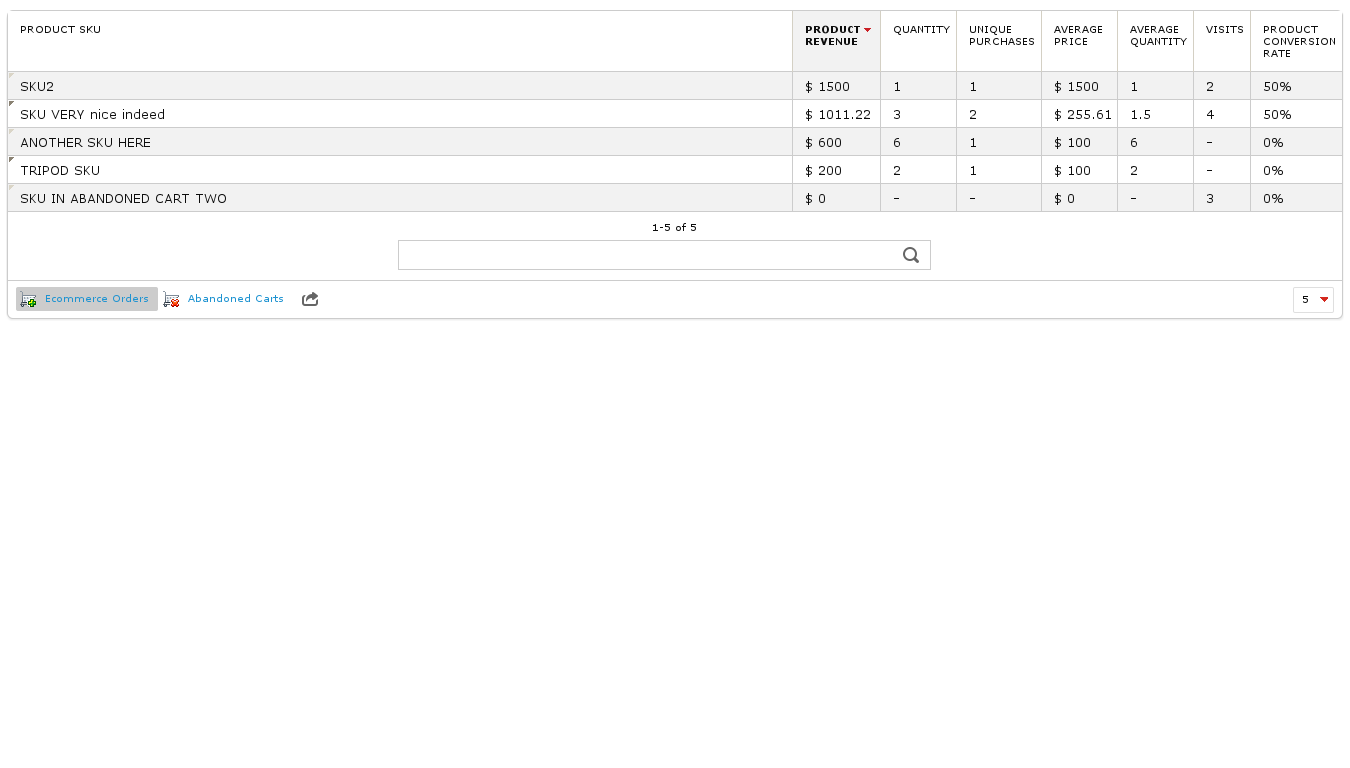 PRODUCT SKU PRODUCT REVENUE QUANTITY UNIQUE PURCHASES AVERAGE PRICE AVERAGE QUANTITY VISITS PRODUCT CONVERSION RATE
SKU2 $ 1500 1 1 $ 1500 1 2 50%
SKU VERY nice indeed $ 1011.22 3 2 $ 255.61 1.5 4 50%
ANOTHER SKU HERE $ 600 6 1 $ 100 6 - 0%
TRIPOD SKU $ 200 2 1 $ 100 2 - 0%
SKU IN ABANDONED CART TWO $ 0 - - $ 0 - 3 0%
1-5 of 5
Ecommerce Orders Abandoned Carts 5